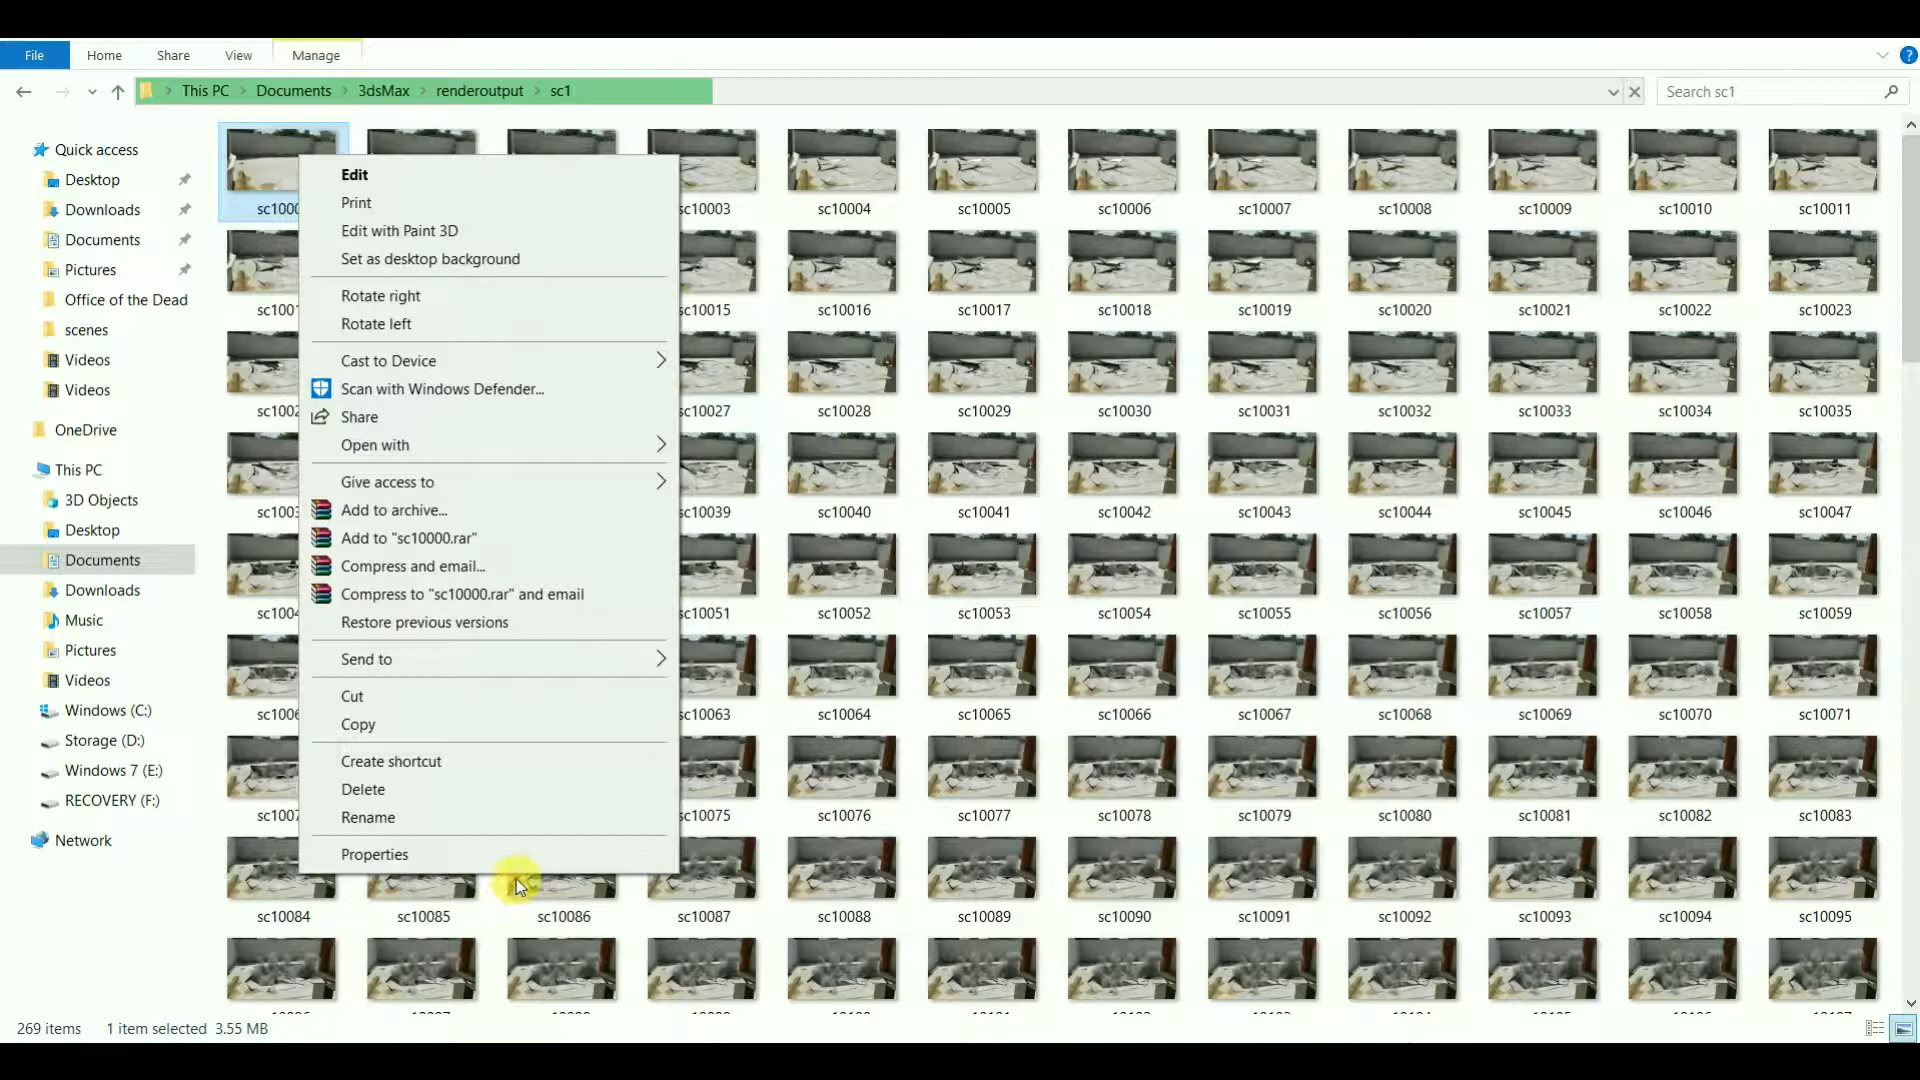 File Home Share View Manage
This PC Documents 3dsMax renderoutput sc1
Search sc1
Quick access
Desktop
Downloads
Documents
Pictures
Office of the Dead
scenes
Videos
Videos
OneDrive
This PC
3D Objects
Desktop
Documents
Downloads
Music
Pictures
Videos
Windows (C:)
Storage (D:)
Windows 7 (E:)
RECOVERY (F:)
Network
Edit
Print
Edit with Paint 3D
Set as desktop background
Rotate right
Rotate left
Cast to Device
Scan with Windows Defender...
Share
Open with
Give access to
Add to archive...
Add to "sc10000.rar"
Compress and email...
Compress to "sc10000.rar" and email
Restore previous versions
Send to
Cut
Copy
Create shortcut
Delete
Rename
Properties
sc10003 sc10004 sc10005 sc10006 sc10007 sc10008 sc10009 sc10010 sc10011
sc10015 sc10016 sc10017 sc10018 sc10019 sc10020 sc10021 sc10022 sc10023
sc10027 sc10028 sc10029 sc10030 sc10031 sc10032 sc10033 sc10034 sc10035
sc10039 sc10040 sc10041 sc10042 sc10043 sc10044 sc10045 sc10046 sc10047
sc10051 sc10052 sc10053 sc10054 sc10055 sc10056 sc10057 sc10058 sc10059
sc10063 sc10064 sc10065 sc10066 sc10067 sc10068 sc10069 sc10070 sc10071
sc10075 sc10076 sc10077 sc10078 sc10079 sc10080 sc10081 sc10082 sc10083
sc10084 sc10085 sc10086 sc10087 sc10088 sc10089 sc10090 sc10091 sc10092 sc10093 sc10094 sc10095
269 items 1 item selected 3.55 MB